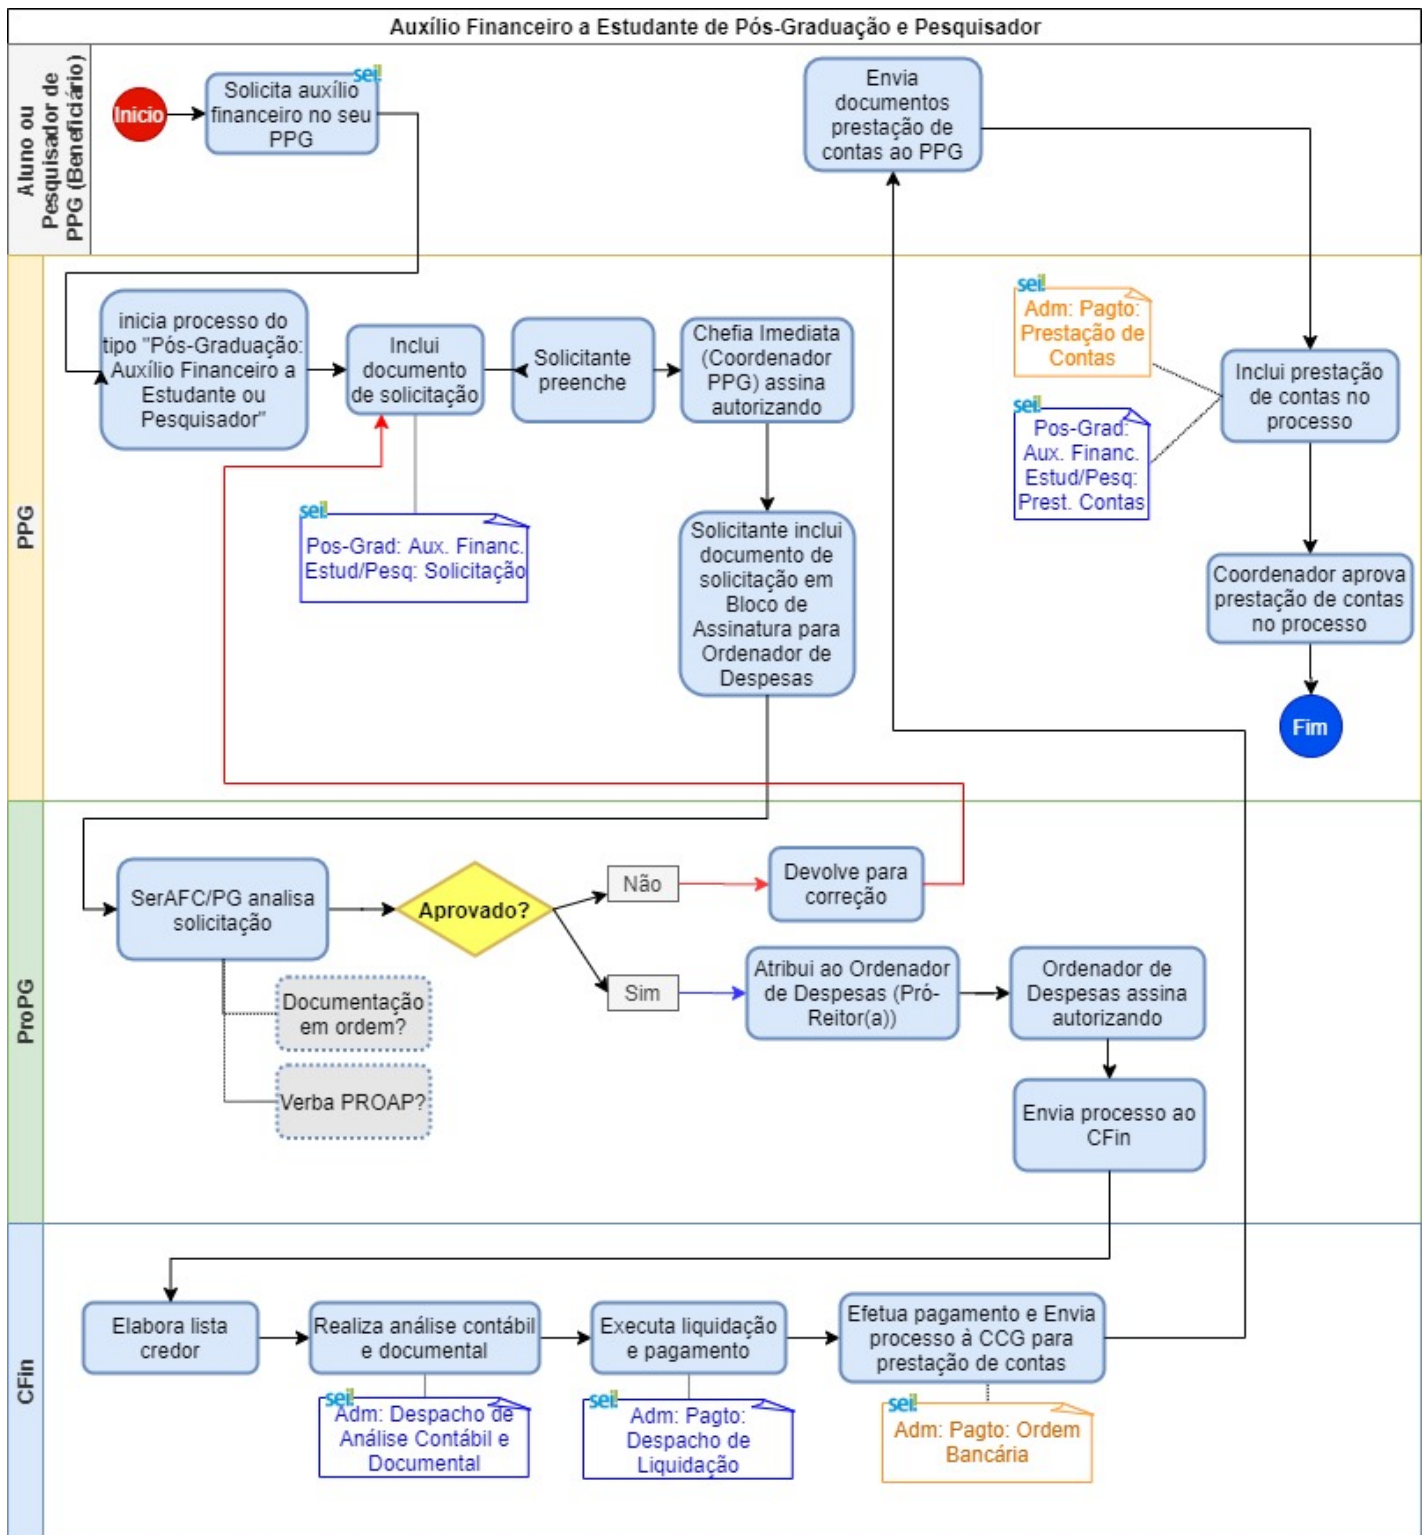 Auxílio Financeiro a Estudante de Pós-Graduação e Pesquisador
Aluno ou
Pesquisador de
PPG (Beneficiário)
Inicio
sei!
Solicita auxílio
financeiro no seu
PPG
Envia
documentos
prestação de
contas ao PPG
PPG
inicia processo do
tipo "Pós-Graduação:
Auxílio Financeiro a
Estudante ou
Pesquisador"
Inclui
documento
de solicitação
Solicitante
preenche
Chefia Imediata
(Coordenador
PPG) assina
autorizando
sei!
Pos-Grad: Aux. Financ.
Estud/Pesq: Solicitação
Solicitante inclui
documento de
solicitação em
Bloco de
Assinatura para
Ordenador de
Despesas
sei!
Adm: Pagto:
Prestação de
Contas
sei!
Pos-Grad:
Aux. Financ.
Estud/Pesq:
Prest. Contas
Inclui prestação
de contas no
processo
Coordenador aprova
prestação de contas
no processo
Fim
ProPG
SerAFC/PG analisa
solicitação
Documentação
em ordem?
Verba PROAP?
Aprovado?
Não
Devolve para
correção
Sim
Atribui ao Ordenador
de Despesas (Pró-
Reitor(a))
Ordenador de
Despesas assina
autorizando
Envia processo ao
CFin
CFin
Elabora lista
credor
Realiza análise contábil
e documental
sei!
Adm: Despacho de
Análise Contábil e
Documental
Executa liquidação
e pagamento
sei!
Adm: Pagto:
Despacho de
Liquidação
Efetua pagamento e Envia
processo à CCG para
prestação de contas
sei!
Adm: Pagto: Ordem
Bancária